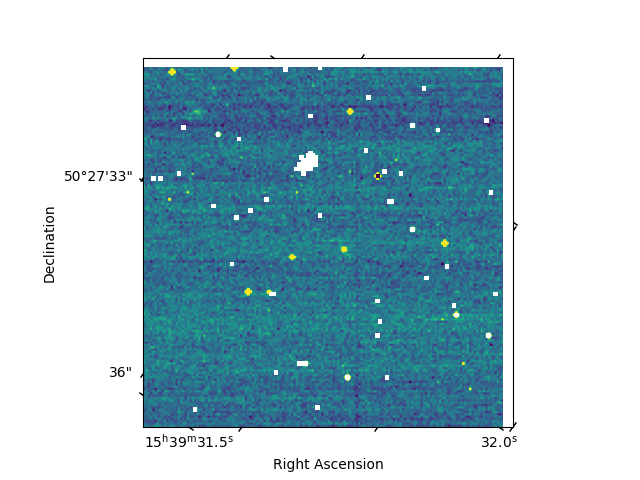 50°27'33"
Declination
36"
15ʰ39ᵐ31.5ˢ
32.0ˢ
Right Ascension